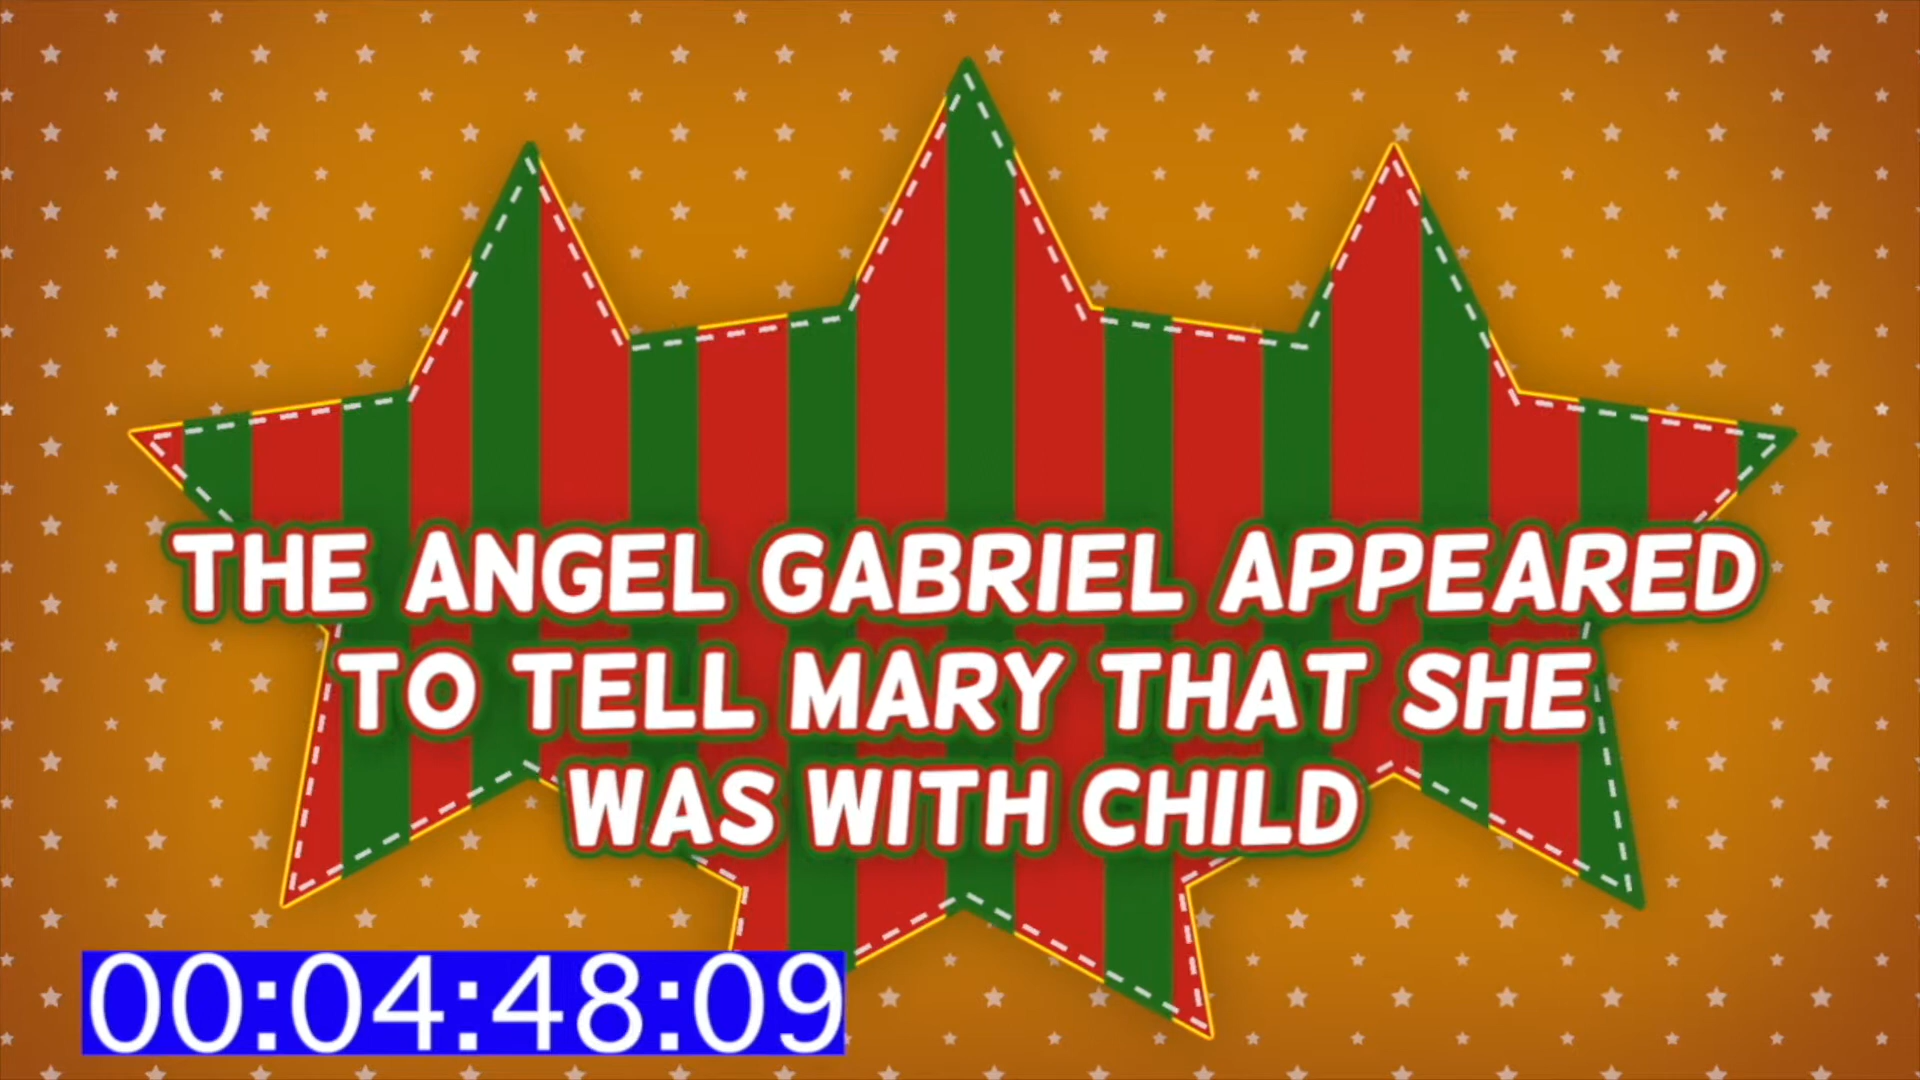 THE ANGEL GABRIEL APPEARED
TO TELL MARY THAT SHE
WAS WITH CHILD
00:04:48:09